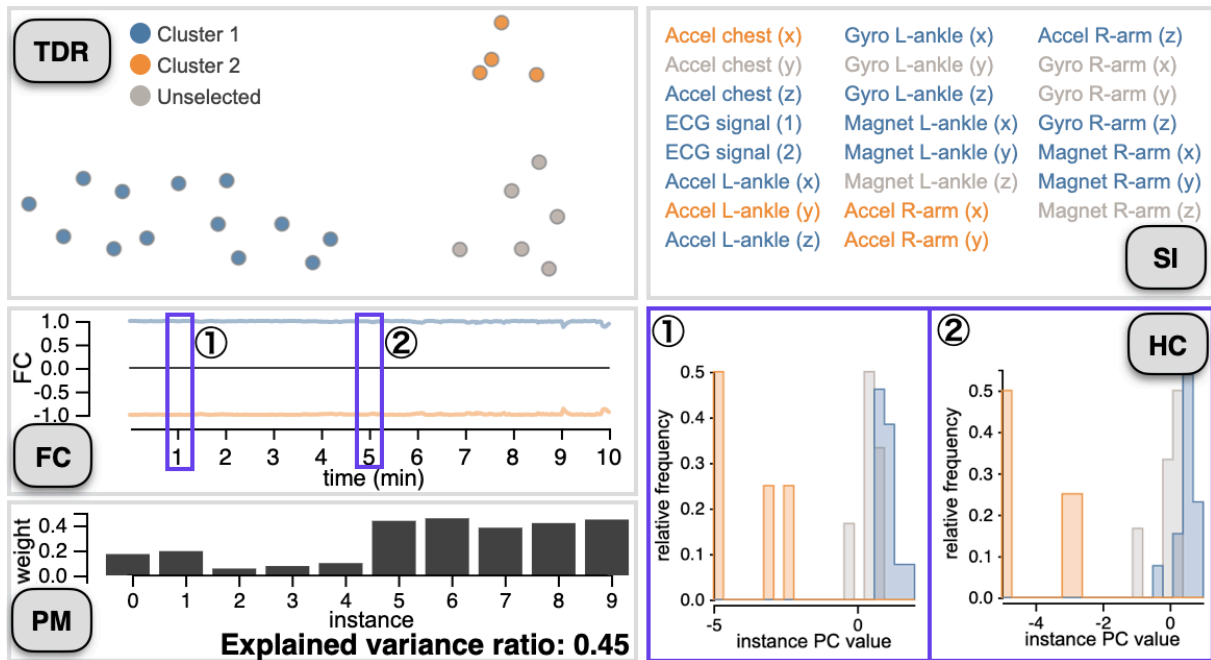 TDR
Cluster 1
Cluster 2
Unselected
Accel chest (x) Gyro L-ankle (x) Accel R-arm (z)
Accel chest (y) Gyro L-ankle (y) Gyro R-arm (x)
Accel chest (z) Gyro L-ankle (z) Gyro R-arm (y)
ECG signal (1) Magnet L-ankle (x) Gyro R-arm (z)
ECG signal (2) Magnet L-ankle (y) Magnet R-arm (x)
Accel L-ankle (x) Magnet L-ankle (z) Magnet R-arm (y)
Accel L-ankle (y) Accel R-arm (x) Magnet R-arm (z)
Accel L-ankle (z) Accel R-arm (y)
SI
FC
1.0
0.5
0.0
-0.5
-1.0
① ②
1 2 3 4 5 6 7 8 9 10
time (min)
FC
weight
0.4
0.2
0.0
0 1 2 3 4 5 6 7 8 9
instance
PM
Explained variance ratio: 0.45
①
relative frequency
0.5
0.4
0.3
0.2
0.1
0.0
-5 0
instance PC value
②
HC
relative frequency
0.5
0.4
0.3
0.2
0.1
0.0
-4 -2 0
instance PC value